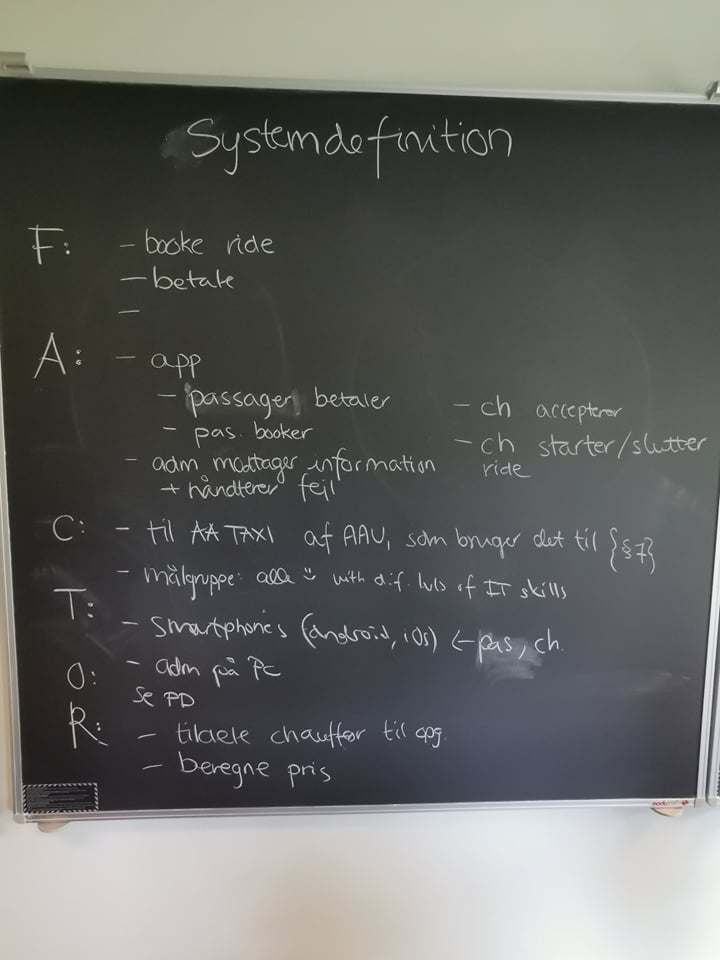 Systemdefinition
F: - booke ride
- betale
-
A: - app
- passager betaler
- pas. booker
- ch accepterer
- ch starter/slutter ride
- adm modtager information
+ håndterer fejl
C: - til AA TAXI af AAU, som bruger det til {§7}
- målgruppe: alle with dif. lvls of IT skills
T: - smartphones (android, iOs) ← pas, ch.
- adm på PC
O: se PD
R: - tildele chauffør til opg.
- beregne pris